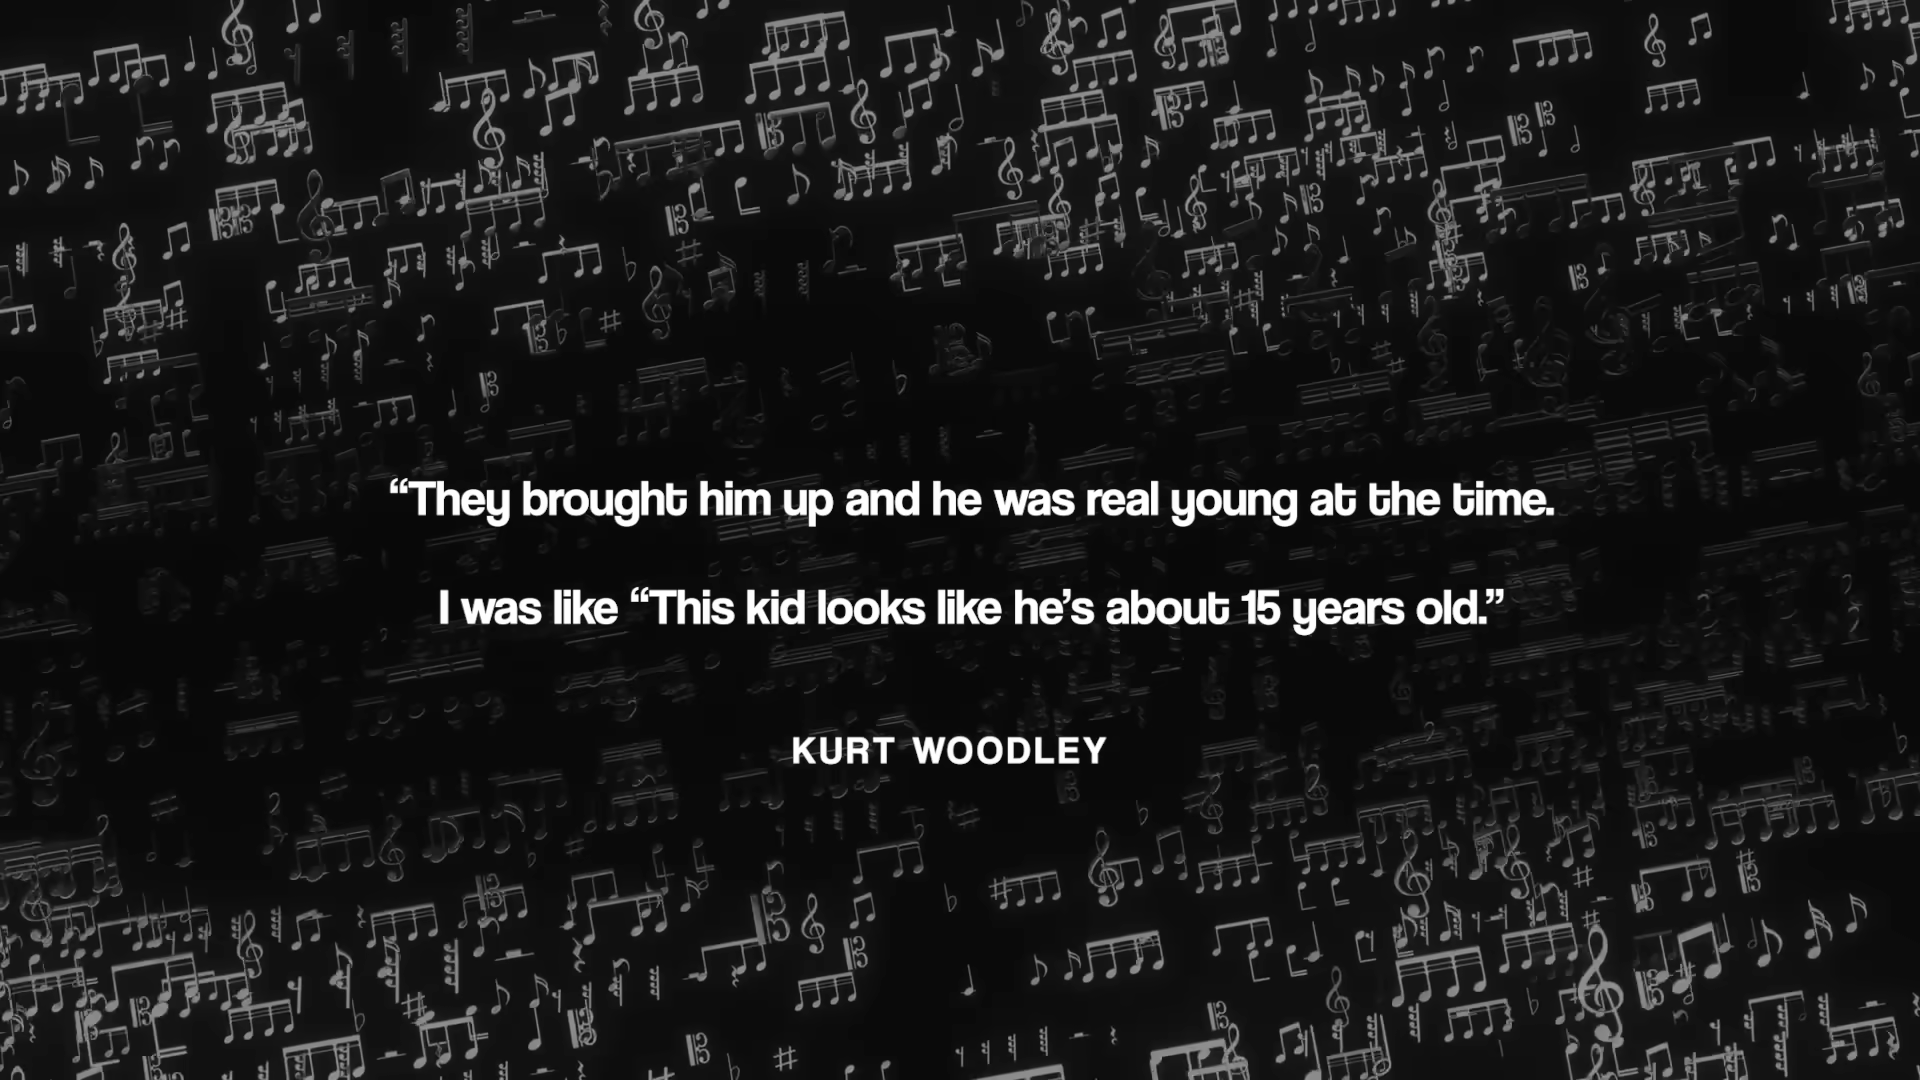 “They brought him up and he was real young at the time.
I was like “This kid looks like he’s about 15 years old.”
KURT WOODLEY